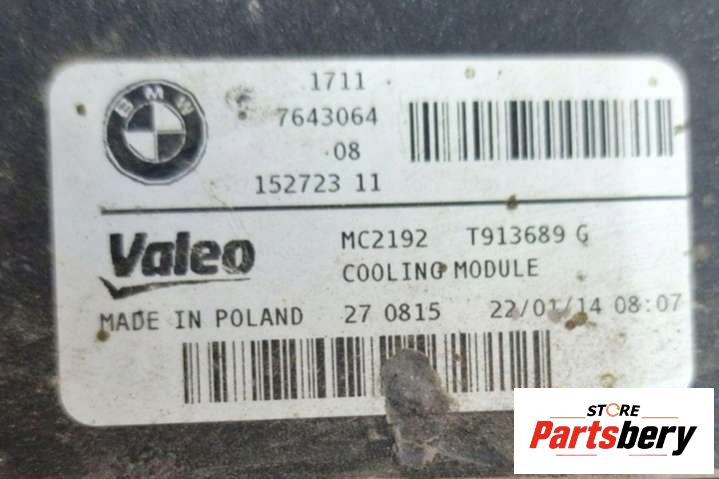 BMW
1711
7643064
08
152723 11
Valeo
MC2192 T913689 G
COOLING MODULE
MADE IN POLAND 27 0815 22/01/14 08:07
STORE
Partsbery